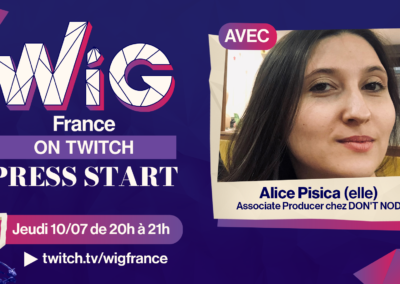 WiG
France
ON TWITCH
PRESS START
Jeudi 10/07 de 20h à 21h
twitch.tv/wigfrance
AVEC
Alice Pisica (elle)
Associate Producer chez DON'T NOD